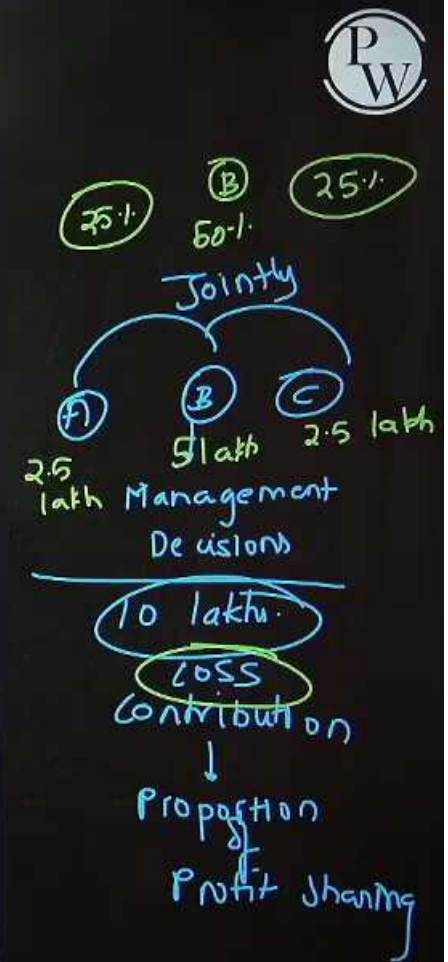 P
W
25% B 25%
50%
Jointly
A B C
2.5 lakh 5 lakh 2.5 lakh
Management
Decisions
10 lakhs.
LOSS
Contribution
↓
Proportion
of
Profit sharing